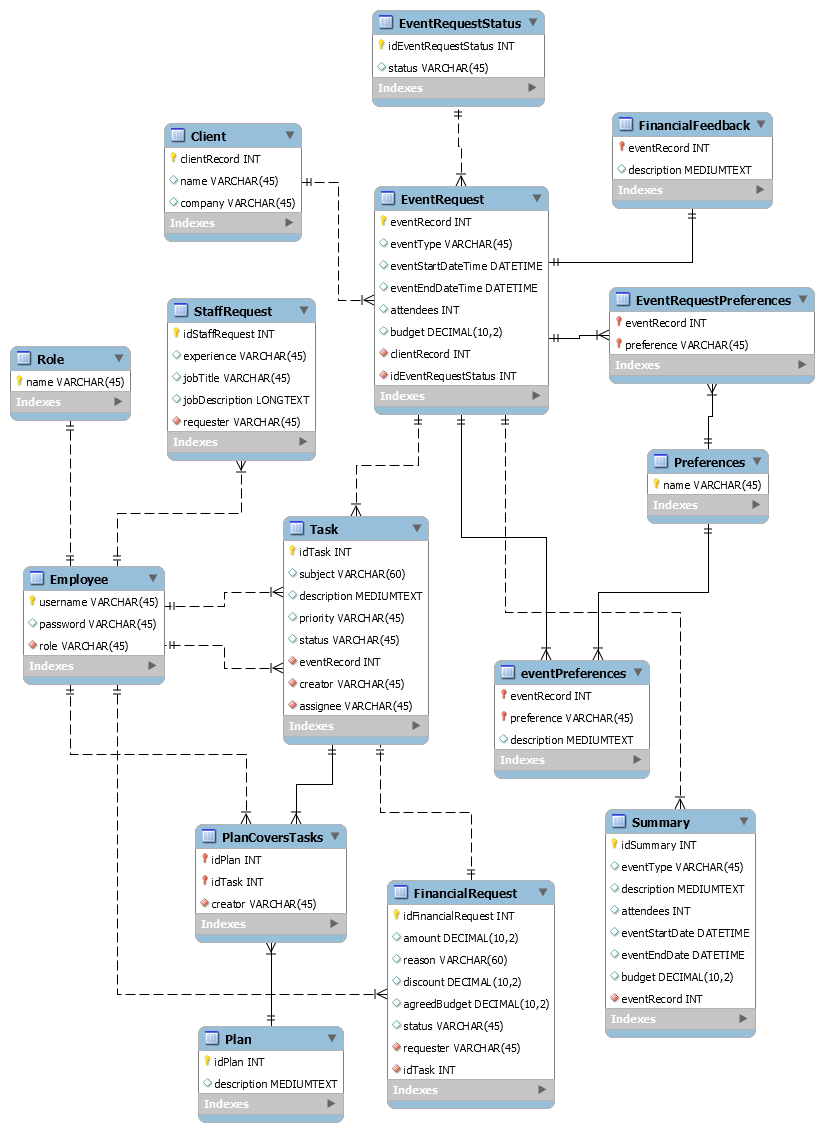 EventRequestStatus
idEventRequestStatus INT
status VARCHAR(45)
Indexes
Client
clientRecord INT
name VARCHAR(45)
company VARCHAR(45)
Indexes
FinancialFeedback
eventRecord INT
description MEDIUMTEXT
Indexes
EventRequest
eventRecord INT
eventType VARCHAR(45)
eventStartDateTime DATETIME
eventEndDateTime DATETIME
attendees INT
budget DECIMAL(10,2)
clientRecord INT
idEventRequestStatus INT
Indexes
EventRequestPreferences
eventRecord INT
preference VARCHAR(45)
Indexes
StaffRequest
idStaffRequest INT
experience VARCHAR(45)
jobTitle VARCHAR(45)
jobDescription LONGTEXT
requester VARCHAR(45)
Indexes
Role
name VARCHAR(45)
Indexes
Preferences
name VARCHAR(45)
Indexes
Task
idTask INT
subject VARCHAR(60)
description MEDIUMTEXT
priority VARCHAR(45)
status VARCHAR(45)
eventRecord INT
creator VARCHAR(45)
assignee VARCHAR(45)
Indexes
Employee
username VARCHAR(45)
password VARCHAR(45)
role VARCHAR(45)
Indexes
eventPreferences
eventRecord INT
preference VARCHAR(45)
description MEDIUMTEXT
Indexes
PlanCoversTasks
idPlan INT
idTask INT
creator VARCHAR(45)
Indexes
FinancialRequest
idFinancialRequest INT
amount DECIMAL(10,2)
reason VARCHAR(60)
discount DECIMAL(10,2)
agreedBudget DECIMAL(10,2)
status VARCHAR(45)
requester VARCHAR(45)
idTask INT
Indexes
Summary
idSummary INT
eventType VARCHAR(45)
description MEDIUMTEXT
attendees INT
eventStartDate DATETIME
eventEndDate DATETIME
budget DECIMAL(10,2)
eventRecord INT
Indexes
Plan
idPlan INT
description MEDIUMTEXT
Indexes